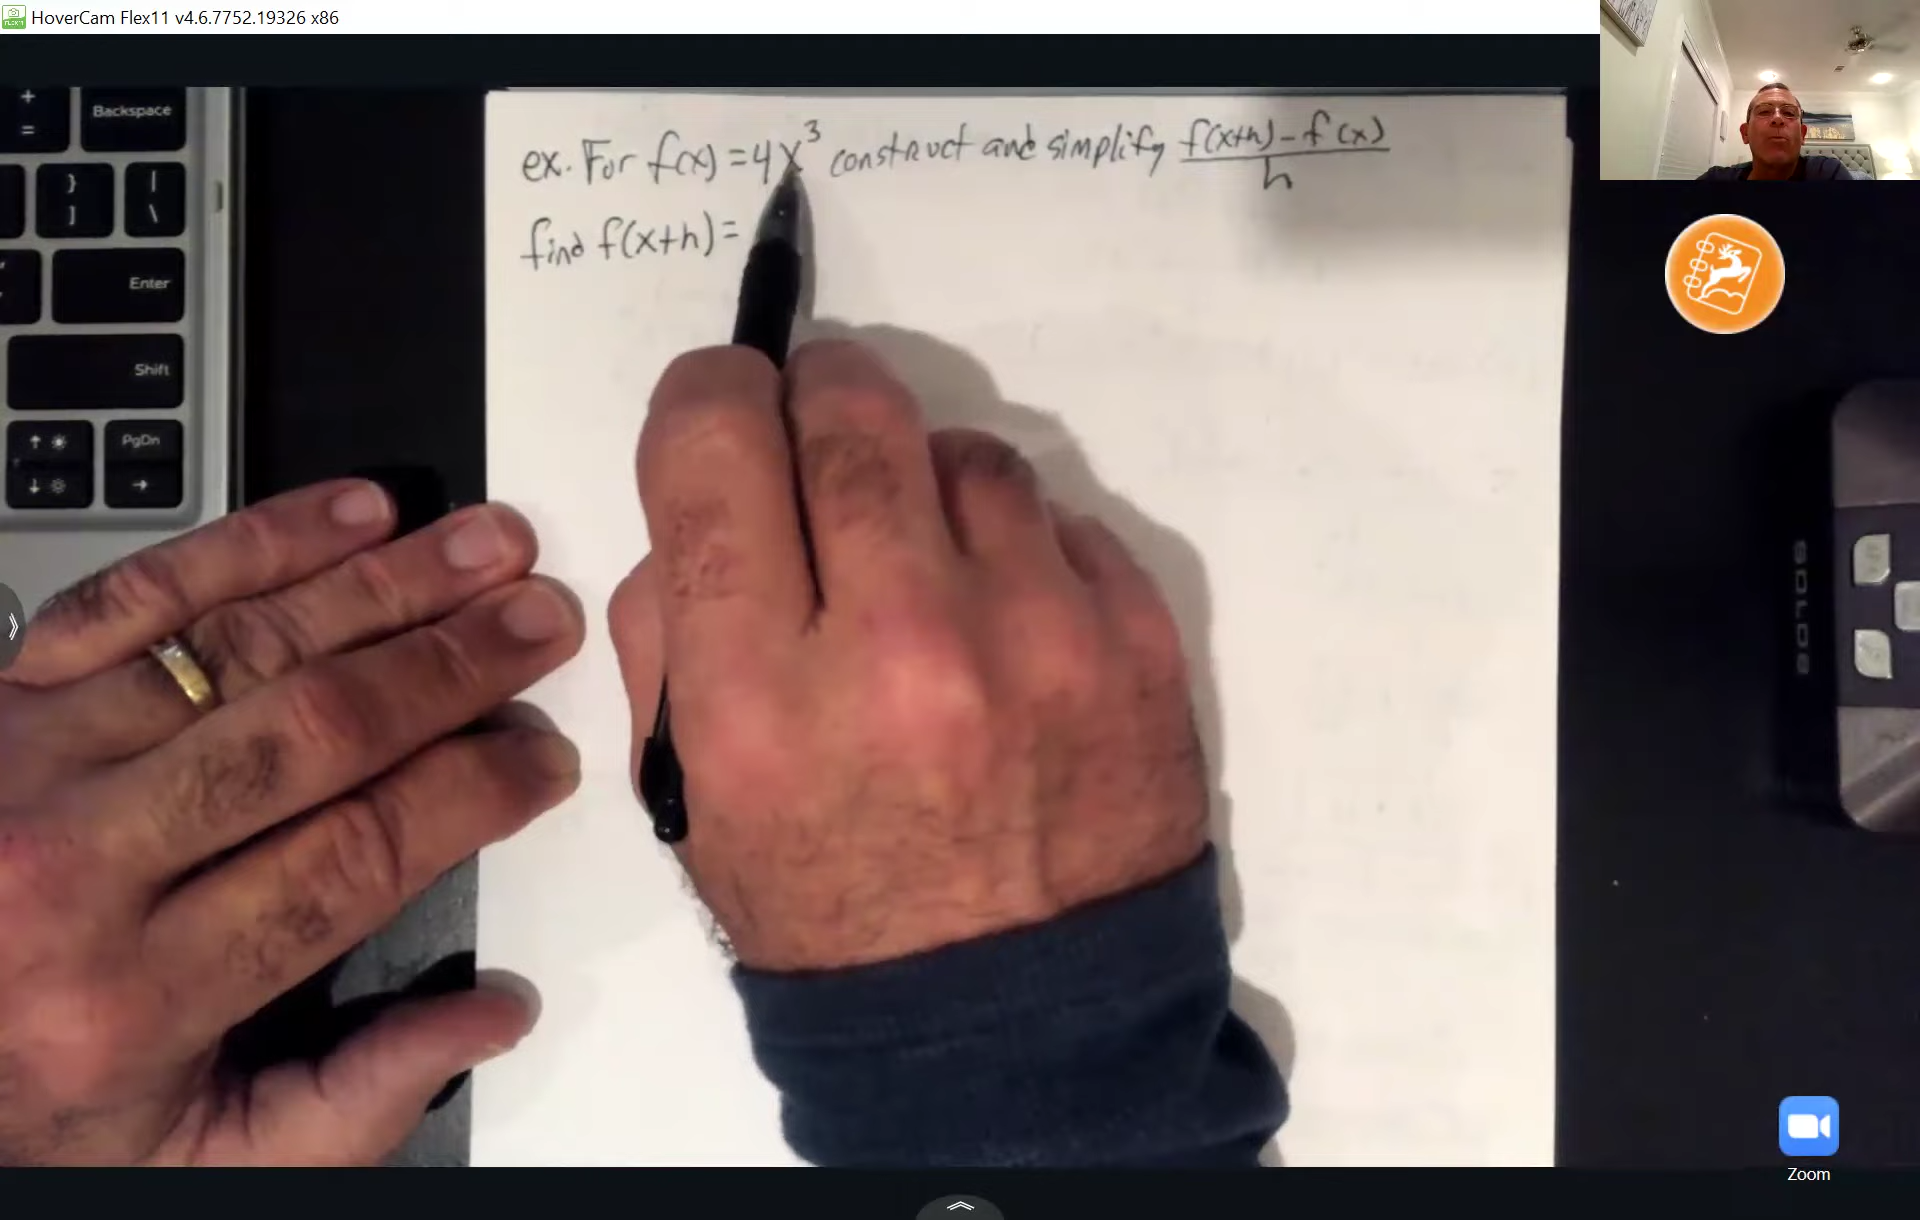 HoverCam Flex11 v4.6.7752.19326 x86
ex. For f(x) = 4x³ construct and simplify f(x+h) - f(x) / h
find f(x+h) =
+
=
Backspace
}
]
|
\
Enter
Shift
PgDn
SOLOS
Zoom